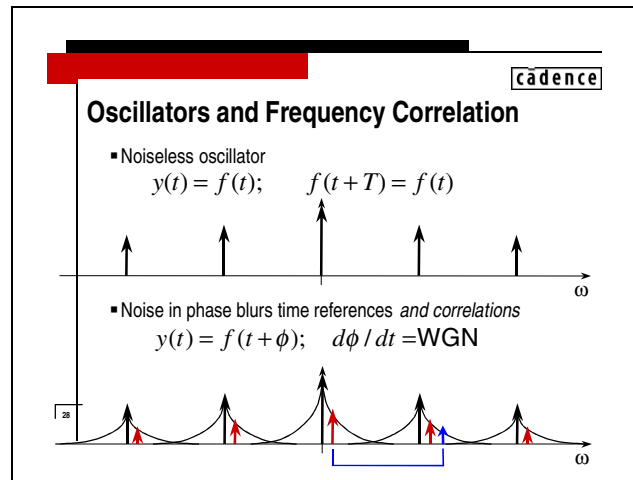 cadence
Oscillators and Frequency Correlation
▪ Noiseless oscillator
y(t) = f(t);    f(t + T) = f(t)
ω
▪ Noise in phase blurs time references and correlations
y(t) = f(t + ϕ);    dϕ / dt = WGN
28
ω